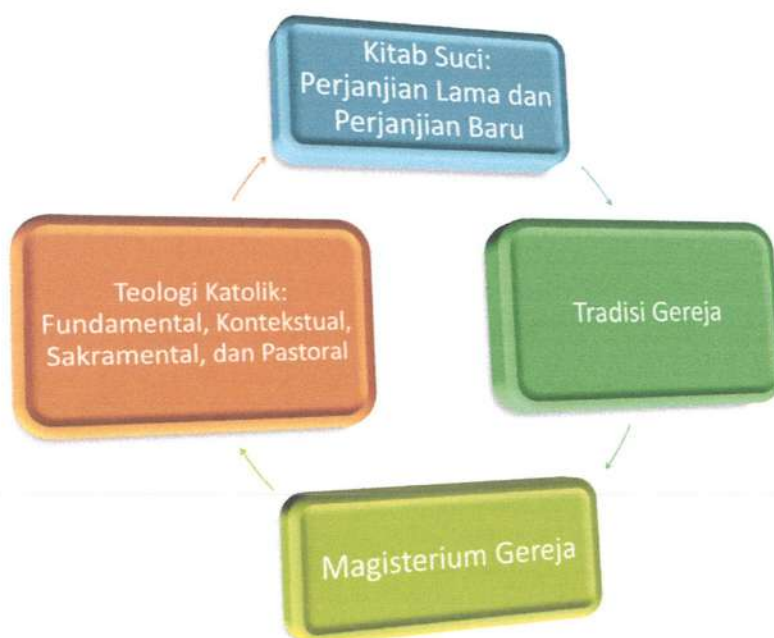 Kitab Suci:
Perjanjian Lama dan
Perjanjian Baru
Tradisi Gereja
Magisterium Gereja
Teologi Katolik:
Fundamental, Kontekstual,
Sakramental, dan Pastoral